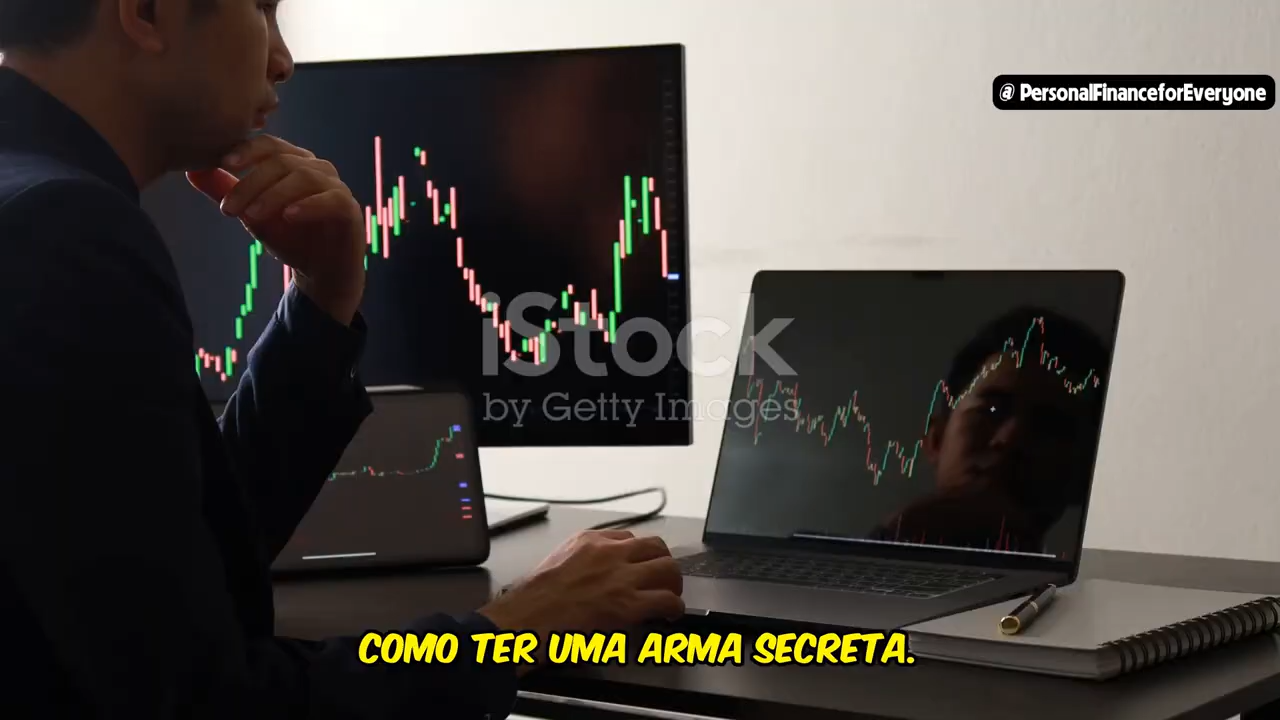 @ PersonalFinanceforEveryone
iStock
by Getty Images
COMO TER UMA ARMA SECRETA.